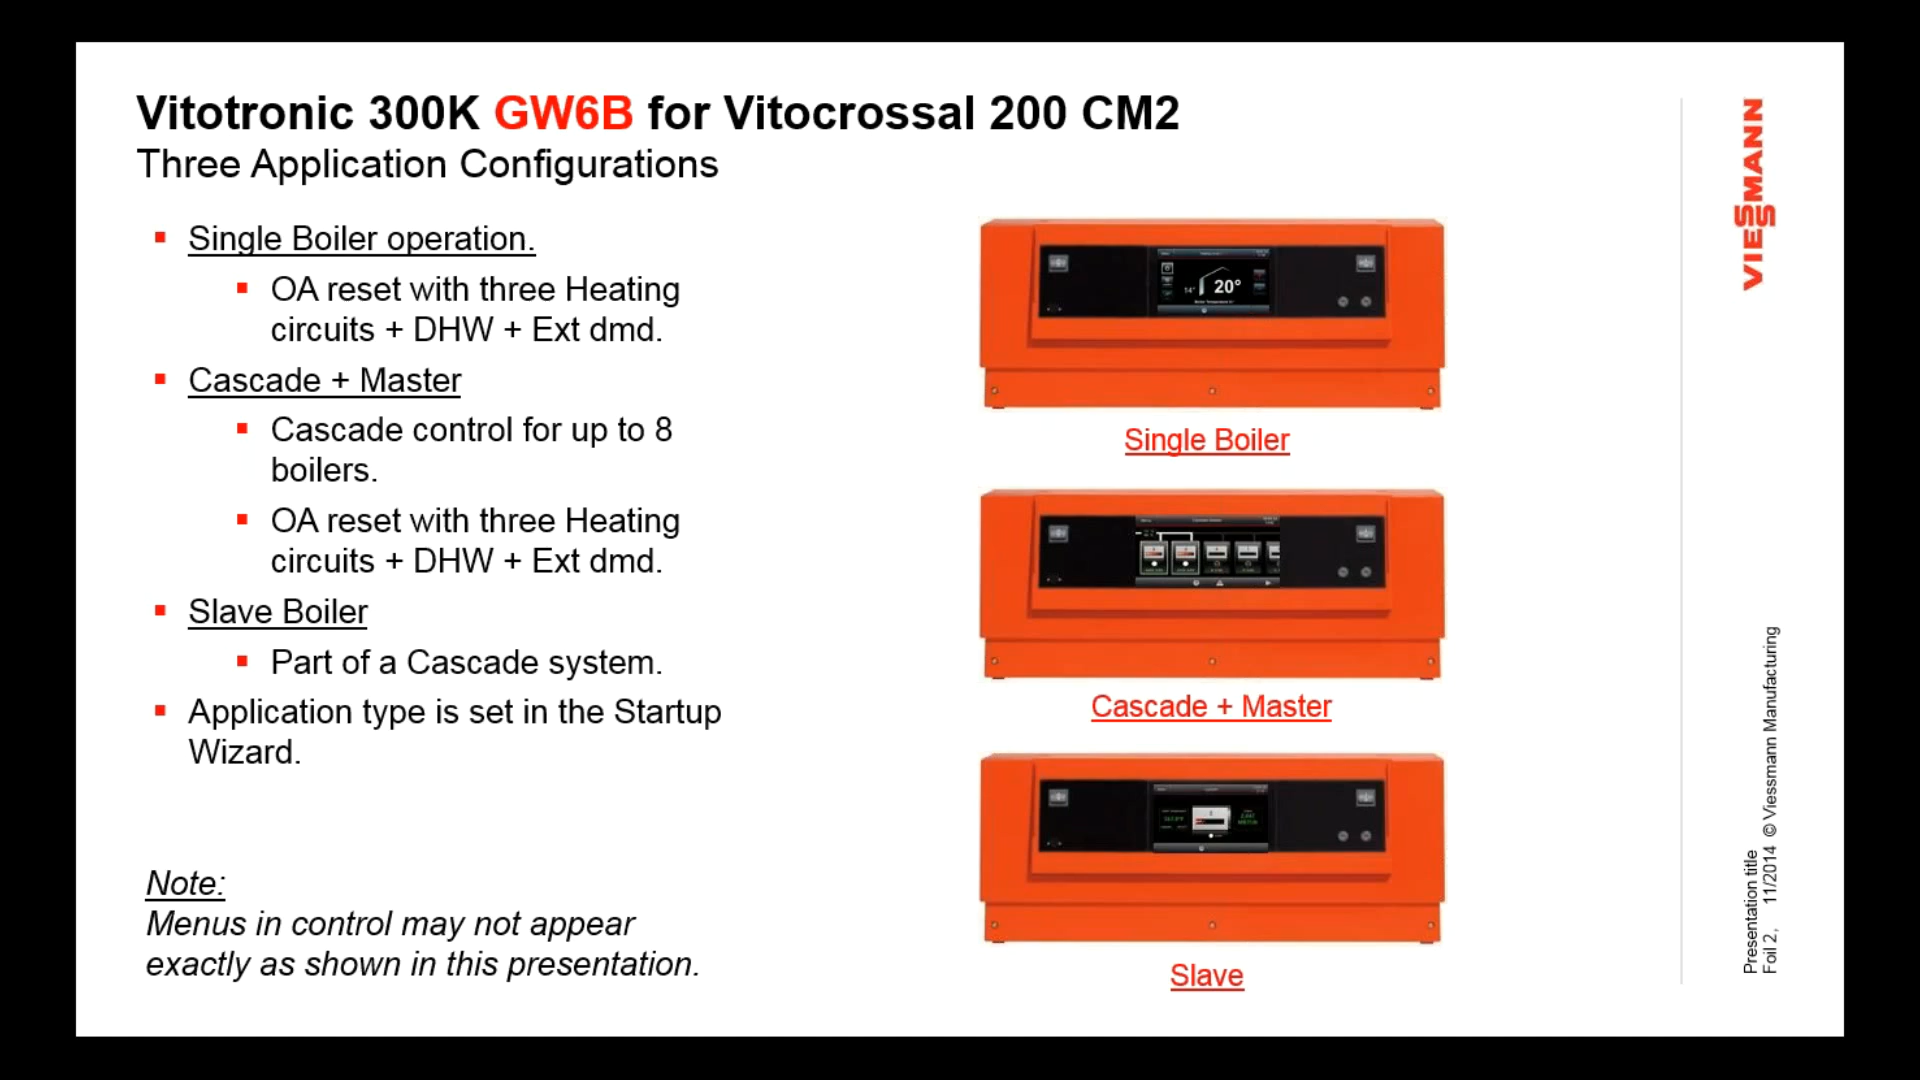 Vitotronic 300K GW6B for Vitocrossal 200 CM2
Three Application Configurations
Single Boiler operation.
OA reset with three Heating
circuits + DHW + Ext dmd.
Cascade + Master
Cascade control for up to 8
boilers.
OA reset with three Heating
circuits + DHW + Ext dmd.
Slave Boiler
Part of a Cascade system.
Application type is set in the Startup
Wizard.
Note:
Menus in control may not appear
exactly as shown in this presentation.
14°
20°
Single Boiler
Cascade + Master
Slave
VIESSMANN
Presentation title
Foil 2, 11/2014 © Viessmann Manufacturing